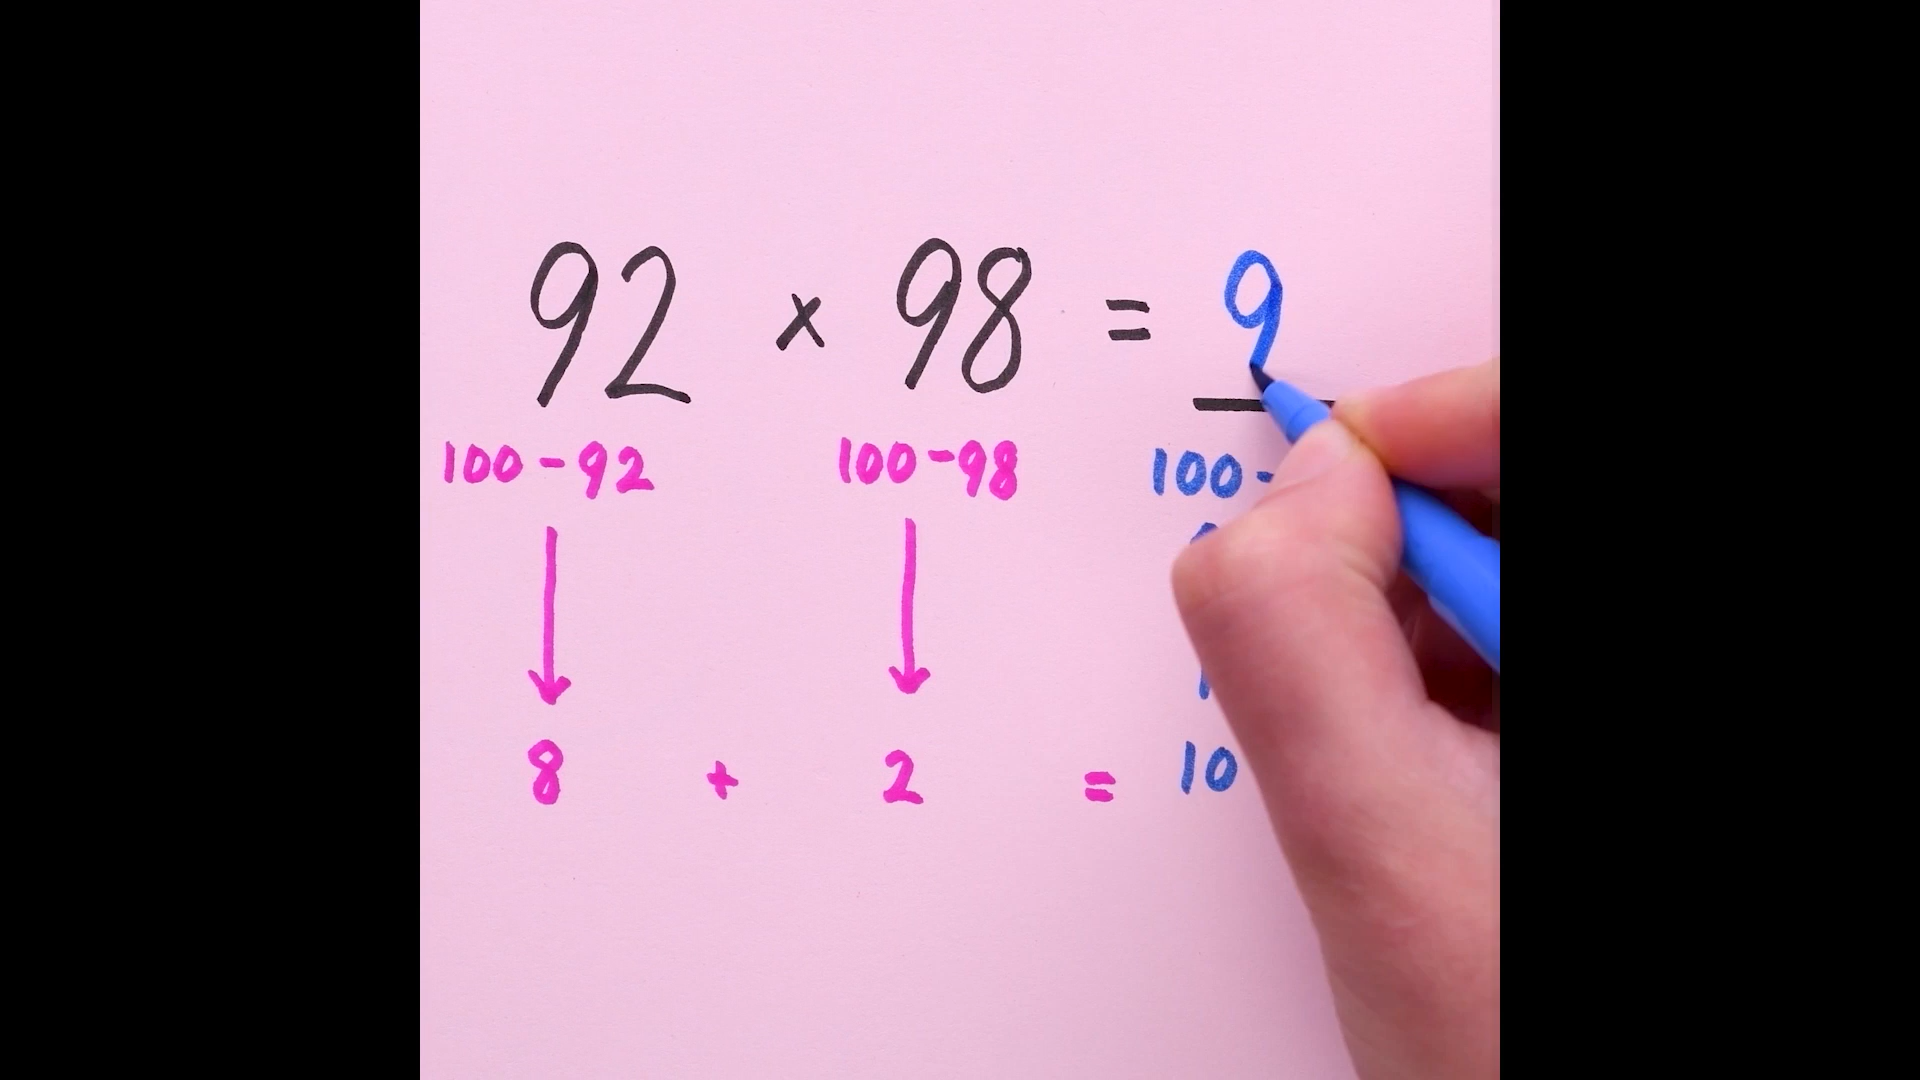 92 × 98 = 9
100 - 92 100 - 98 100 -
8 + 2 = 10